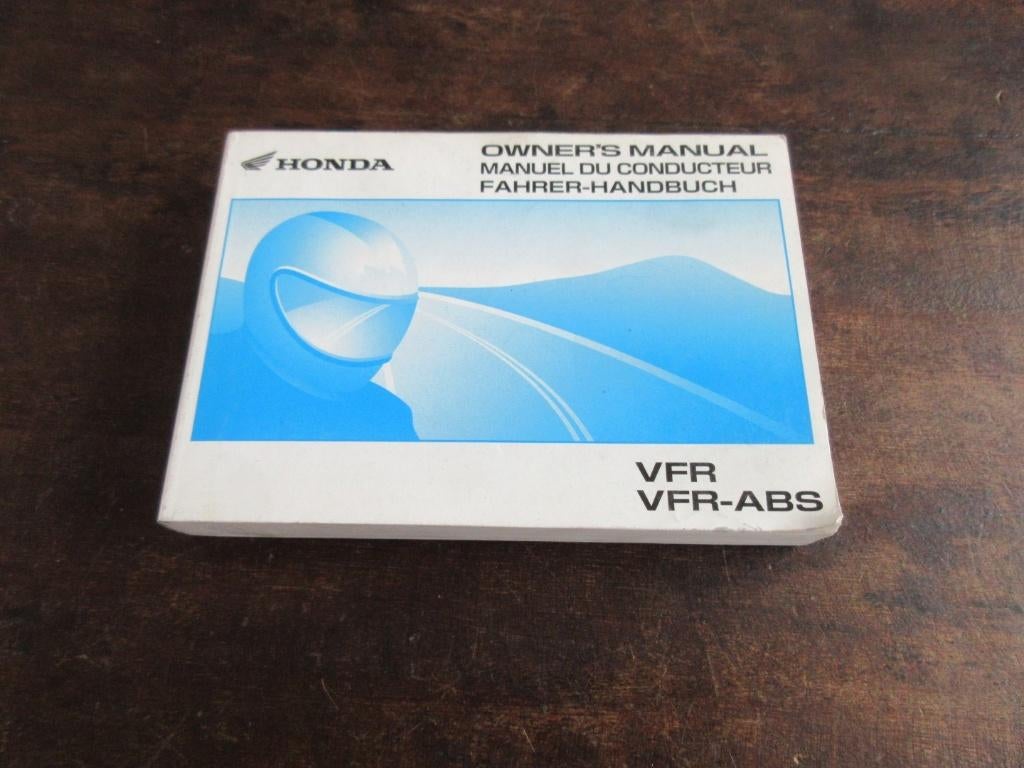 HONDA
OWNER'S MANUAL
MANUEL DU CONDUCTEUR
FAHRER-HANDBUCH
VFR
VFR-ABS